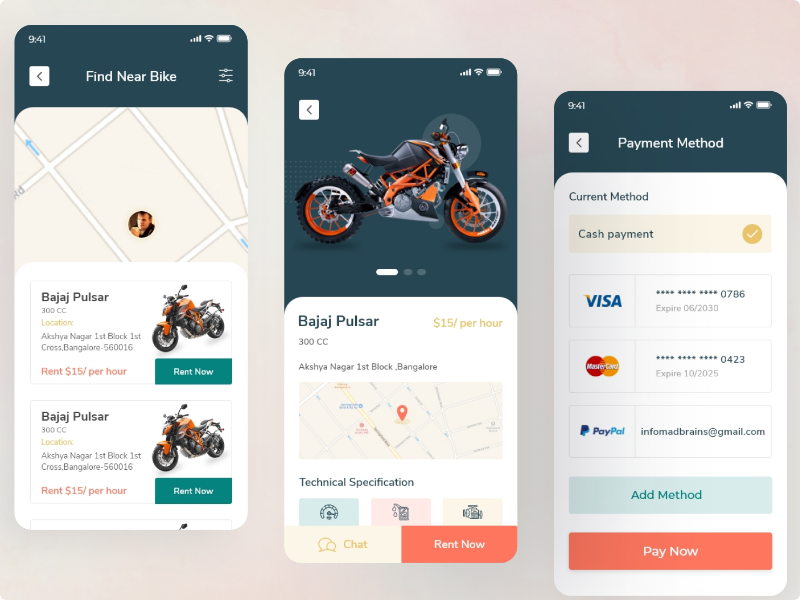 9:41
Find Near Bike
Rd
Bajaj Pulsar
300 CC
Location:
Akshya Nagar 1st Block 1st
Cross,Bangalore-560016
Rent $15/ per hour
Rent Now
Bajaj Pulsar
300 CC
Location:
Akshya Nagar 1st Block 1st
Cross,Bangalore-560016
Rent $15/ per hour
Rent Now
9:41
Bajaj Pulsar
$15/ per hour
300 CC
Akshya Nagar 1st Block ,Bangalore
Technical Specification
Chat
Rent Now
9:41
Payment Method
Current Method
Cash payment
VISA
**** **** **** 0786
Expire 06/2030
MasterCard
**** **** **** 0423
Expire 10/2025
PayPal
infomadbrains@gmail.com
Add Method
Pay Now